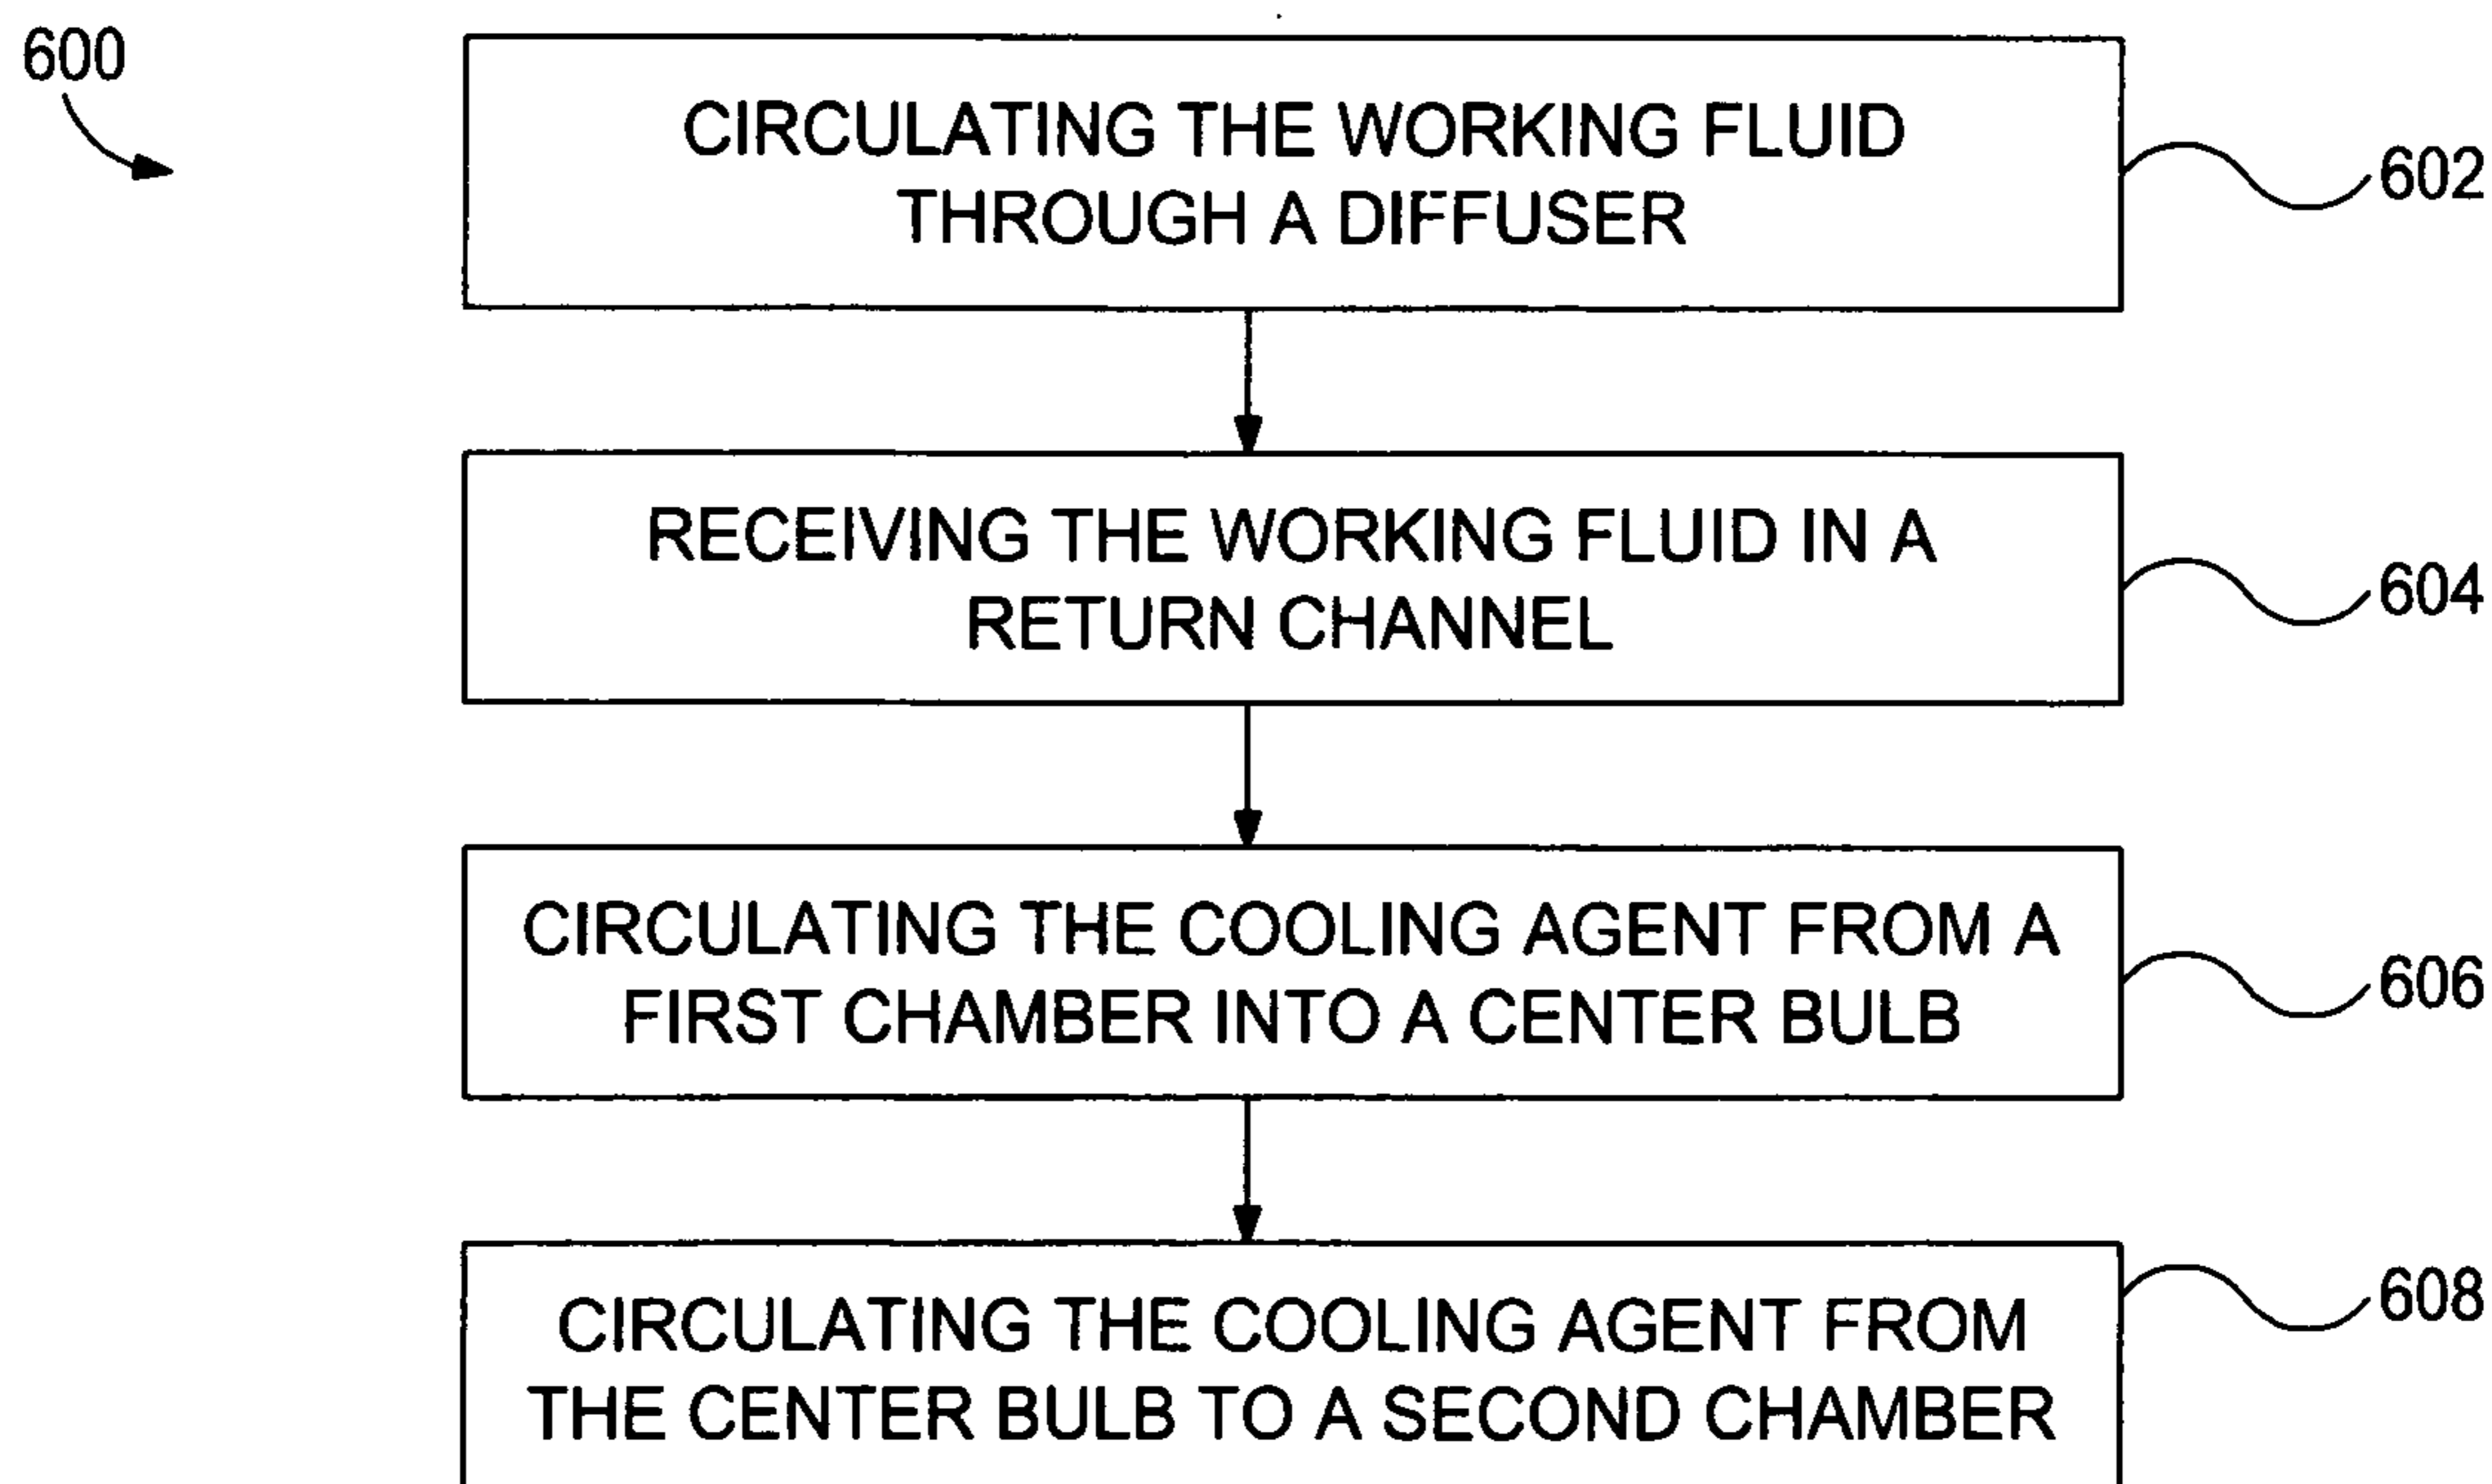 600
CIRCULATING THE WORKING FLUID
THROUGH A DIFFUSER
602
RECEIVING THE WORKING FLUID IN A
RETURN CHANNEL
604
CIRCULATING THE COOLING AGENT FROM A
FIRST CHAMBER INTO A CENTER BULB
606
CIRCULATING THE COOLING AGENT FROM
THE CENTER BULB TO A SECOND CHAMBER
608